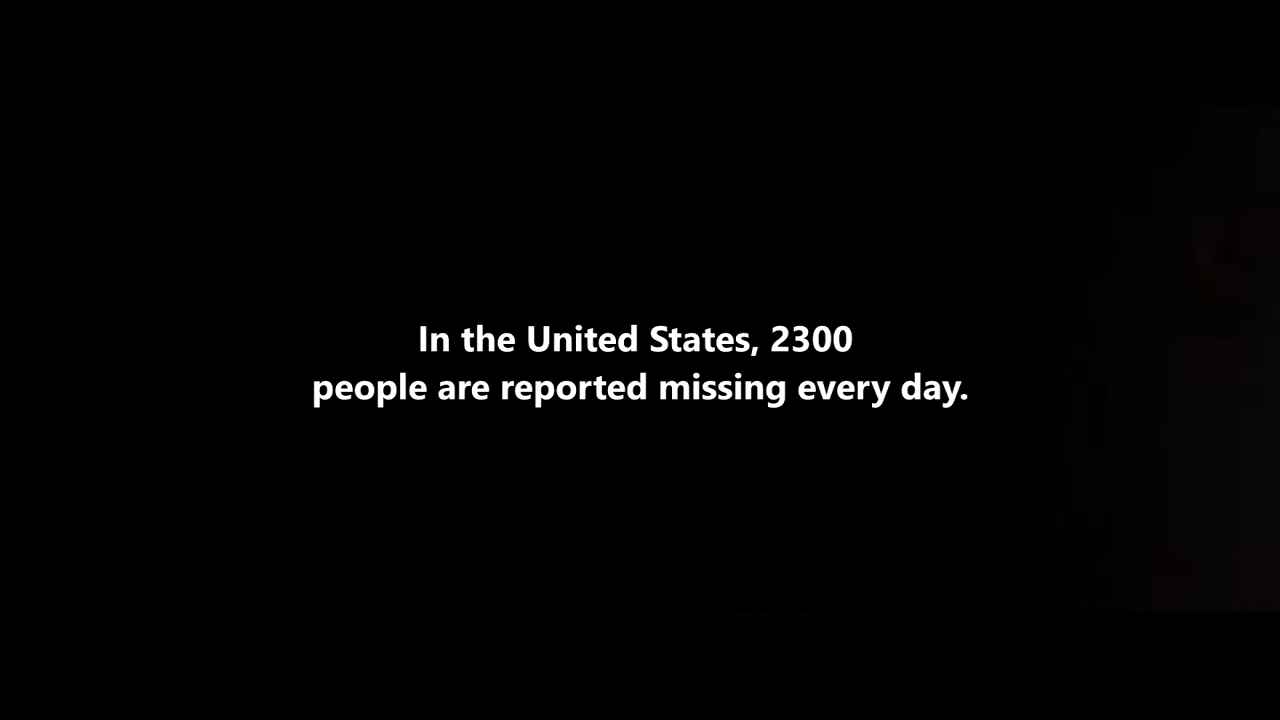 In the United States, 2300
people are reported missing every day.